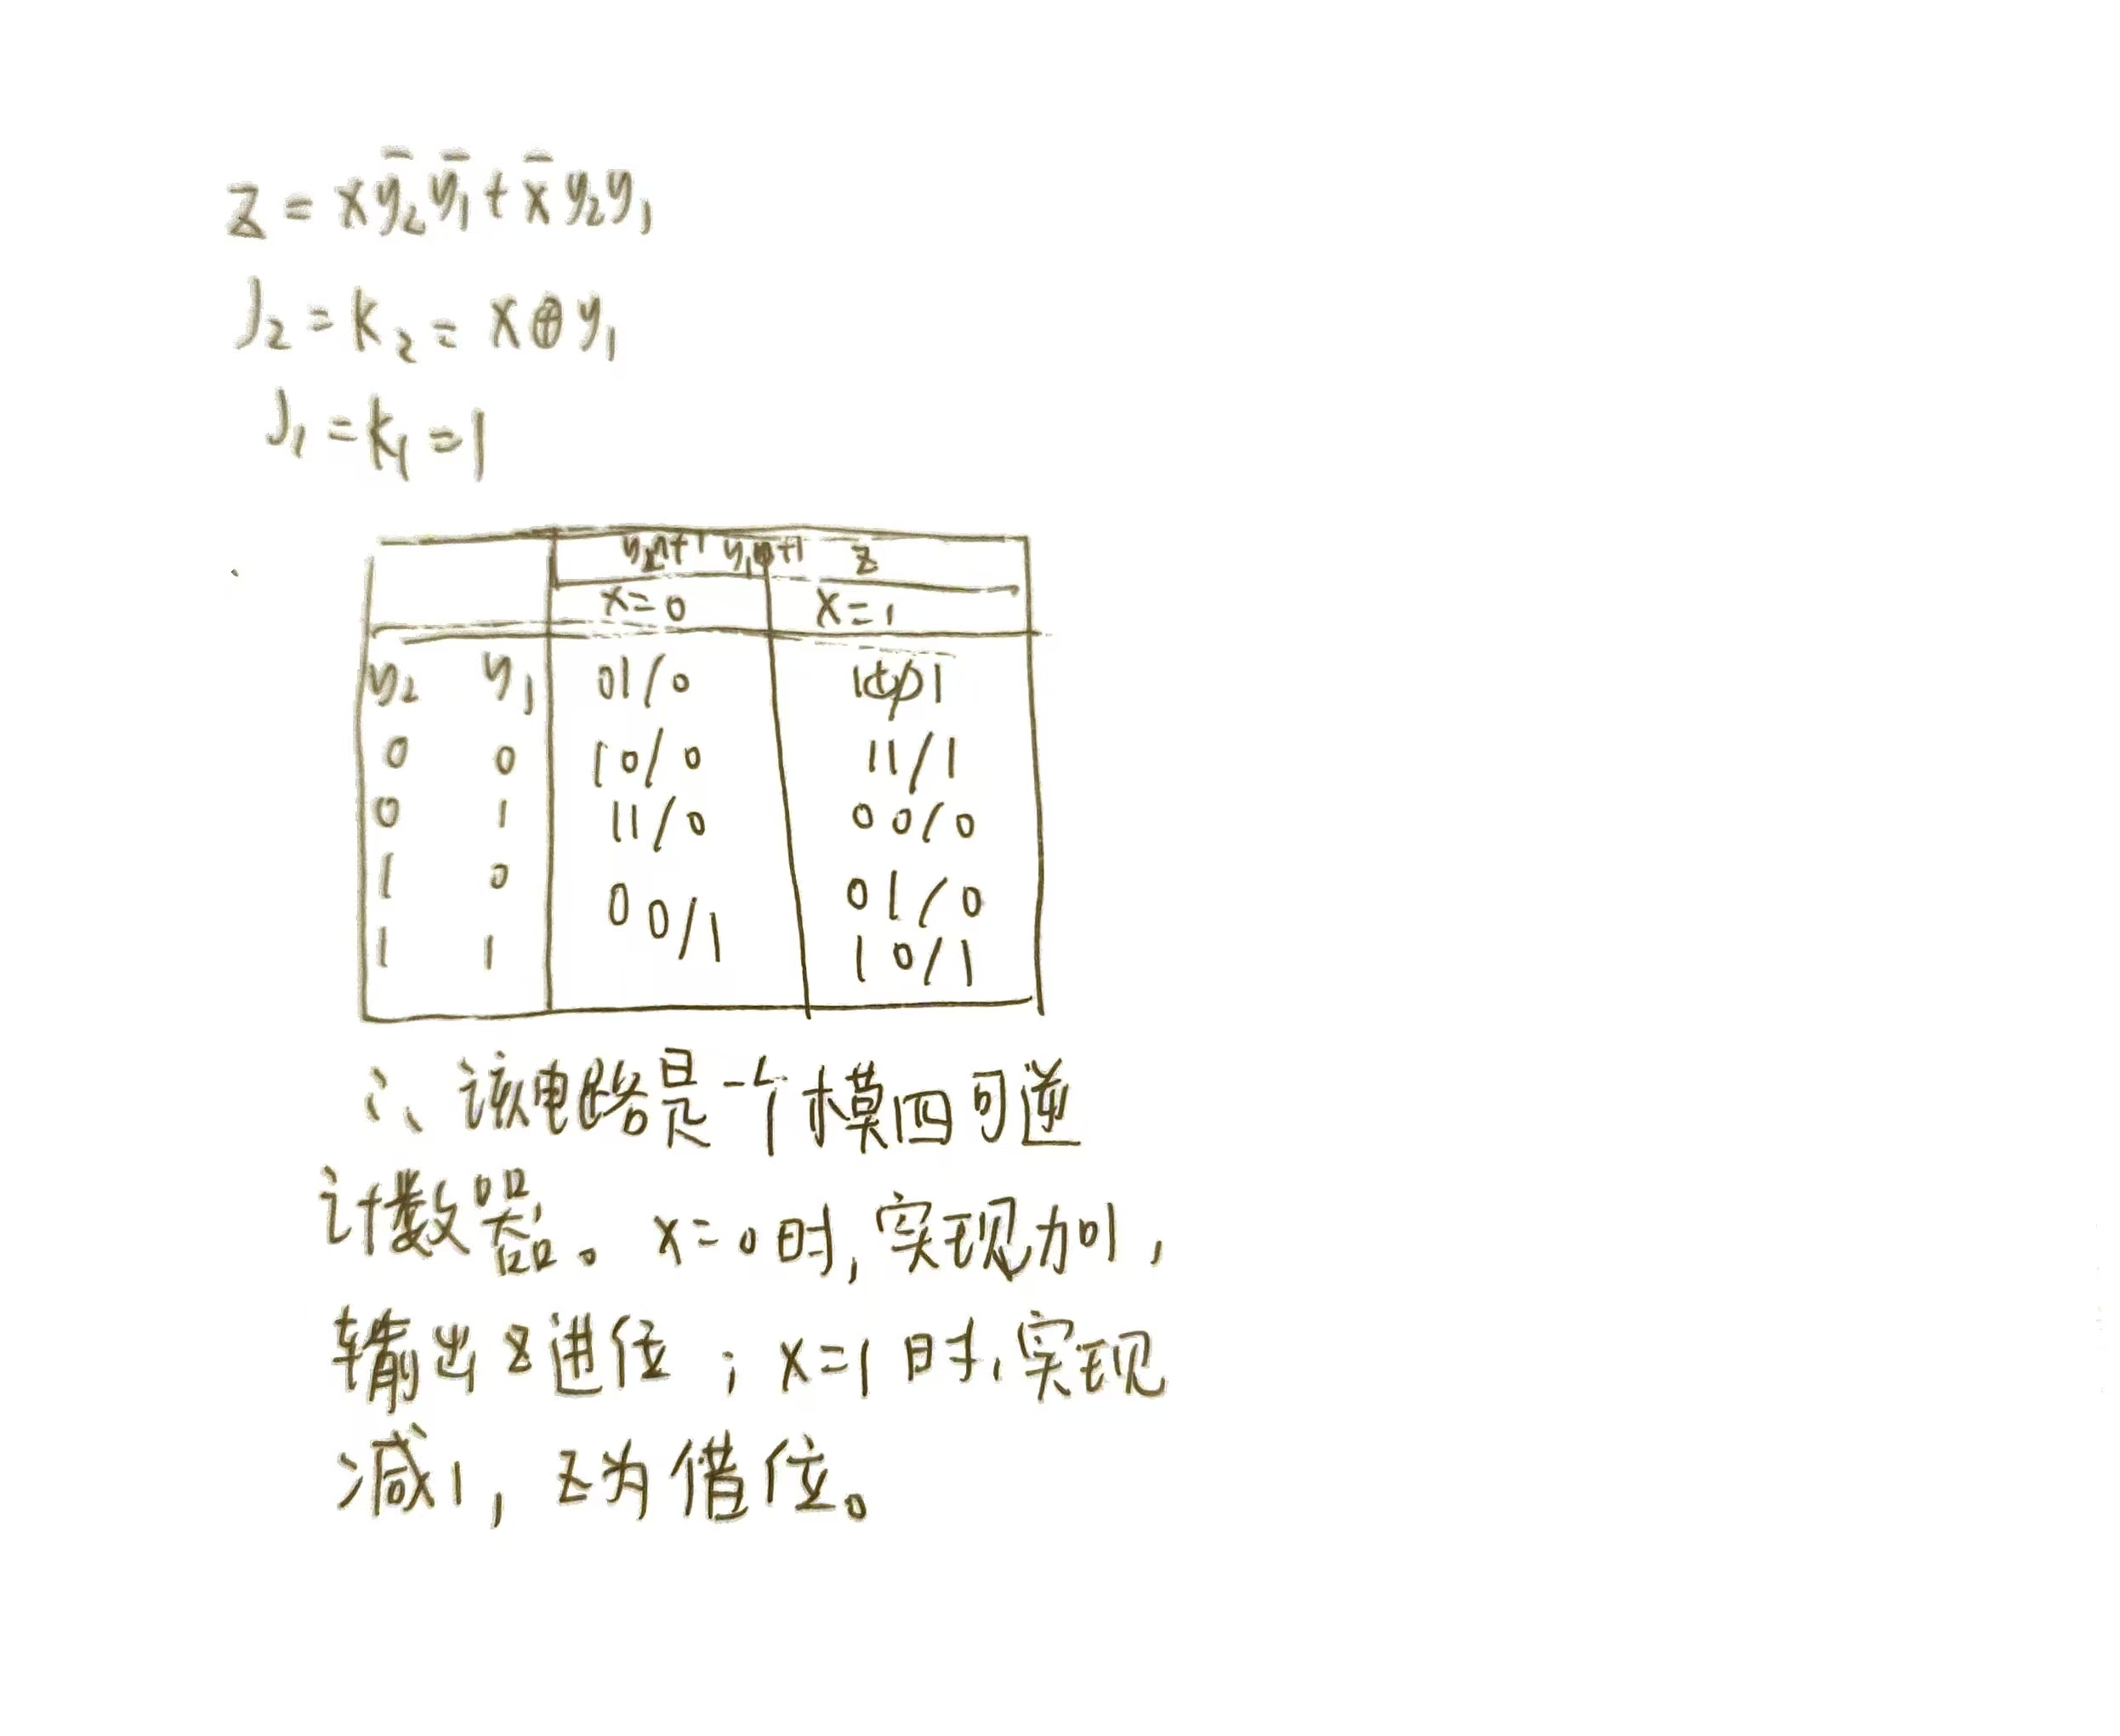 z = xȳ₂ȳ₁ + x̄y₂y₁
J₂ = K₂ = x⊕y₁
J₁ = K₁ = 1
y₂ⁿ⁺¹ y₁ⁿ⁺¹ z
x=0 x=1
y₂ y₁ 01/0
0 0 10/0 11/1
0 1 11/0 00/0
1 0 00/1 01/0
1 1 10/1
∴ 该电路是一个模四可逆
计数器。x=0时,实现加1,
输出z进位;x=1时,实现
减1,z为借位。